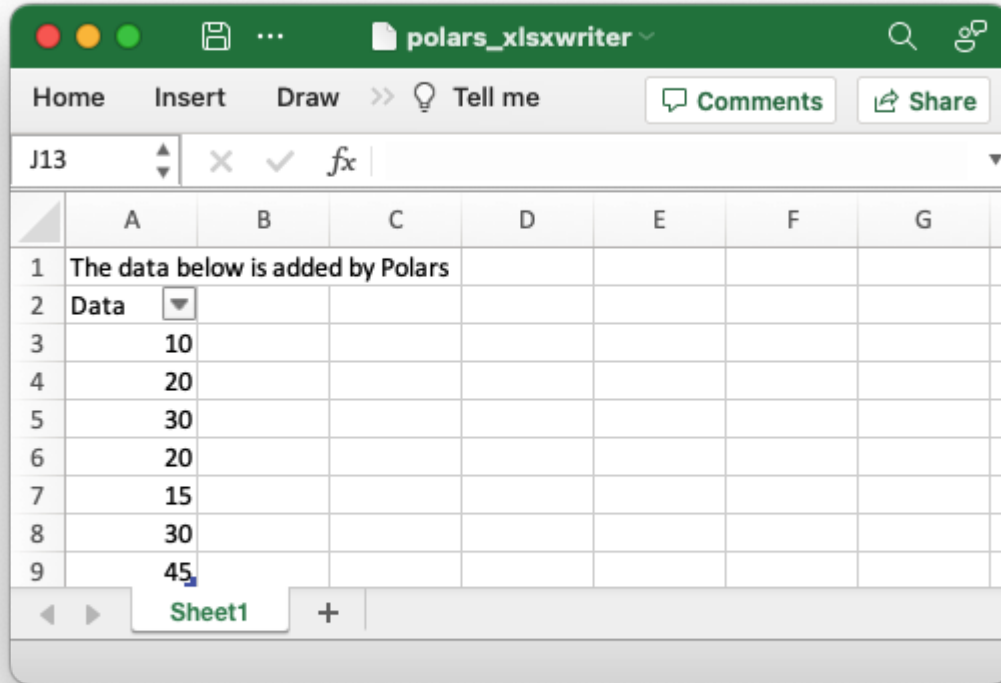 polars_xlsxwriter
Home Insert Draw Tell me Comments Share
J13 fx
A B C D E F G
1 The data below is added by Polars
2 Data
3 10
4 20
5 30
6 20
7 15
8 30
9 45
Sheet1 +